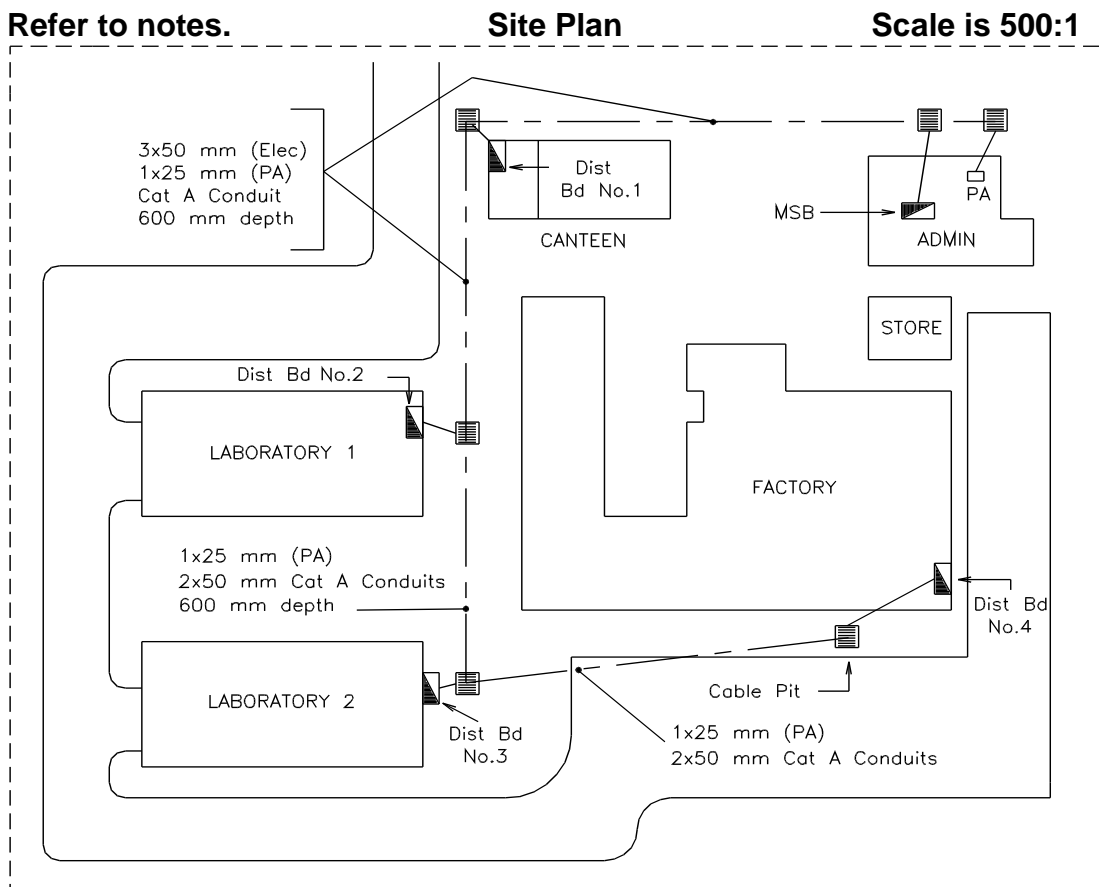 Refer to notes.
Site Plan
Scale is 500:1
3x50 mm (Elec)
1x25 mm (PA)
Cat A Conduit
600 mm depth
Dist
Bd No.1
CANTEEN
MSB
PA
ADMIN
STORE
Dist Bd No.2
LABORATORY 1
FACTORY
1x25 mm (PA)
2x50 mm Cat A Conduits
600 mm depth
Dist Bd
No.4
LABORATORY 2
Cable Pit
Dist Bd
No.3
1x25 mm (PA)
2x50 mm Cat A Conduits